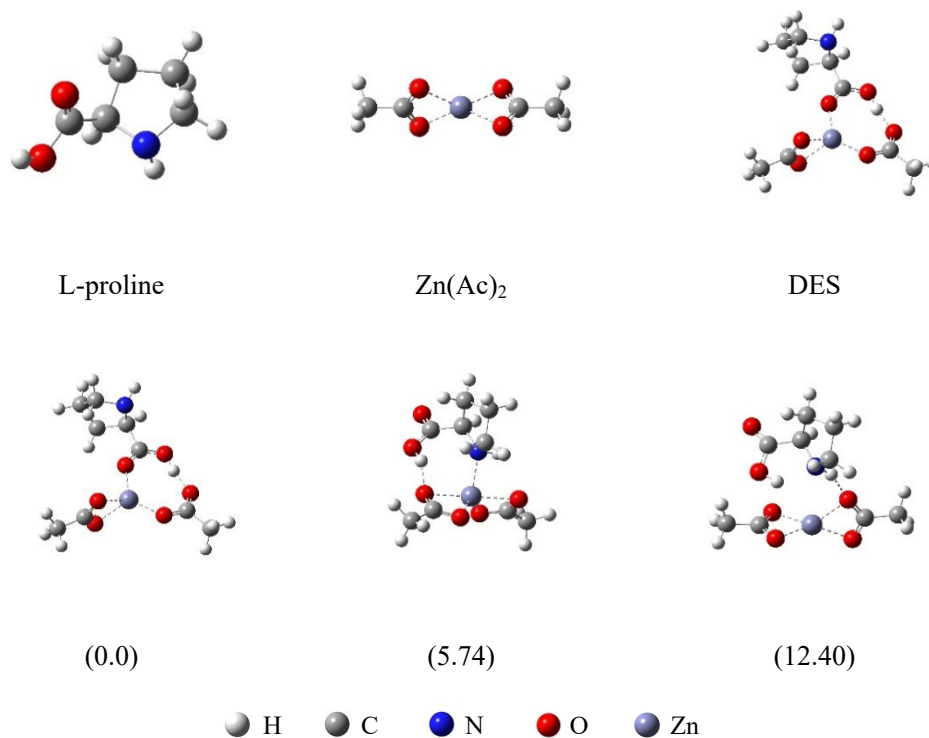 L-proline Zn(Ac)₂ DES
(0.0) (5.74) (12.40)
H C N O Zn